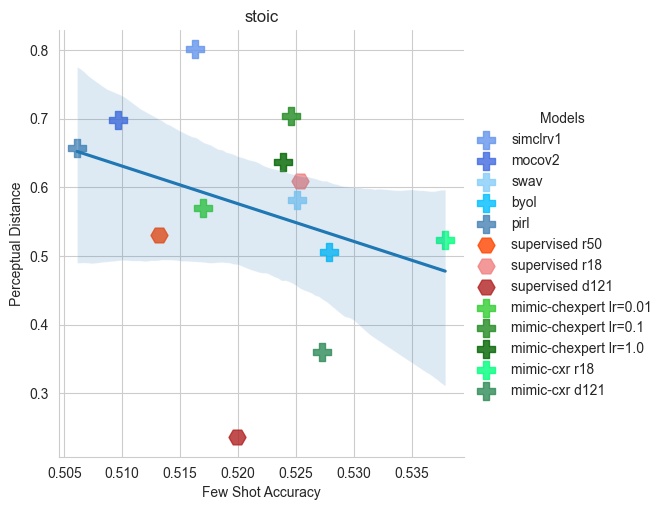 stoic
0.8
0.7
0.6
0.5
0.4
0.3
Perceptual Distance
0.505 0.510 0.515 0.520 0.525 0.530 0.535
Few Shot Accuracy
Models
simclrv1
mocov2
swav
byol
pirl
supervised r50
supervised r18
supervised d121
mimic-chexpert lr=0.01
mimic-chexpert lr=0.1
mimic-chexpert lr=1.0
mimic-cxr r18
mimic-cxr d121